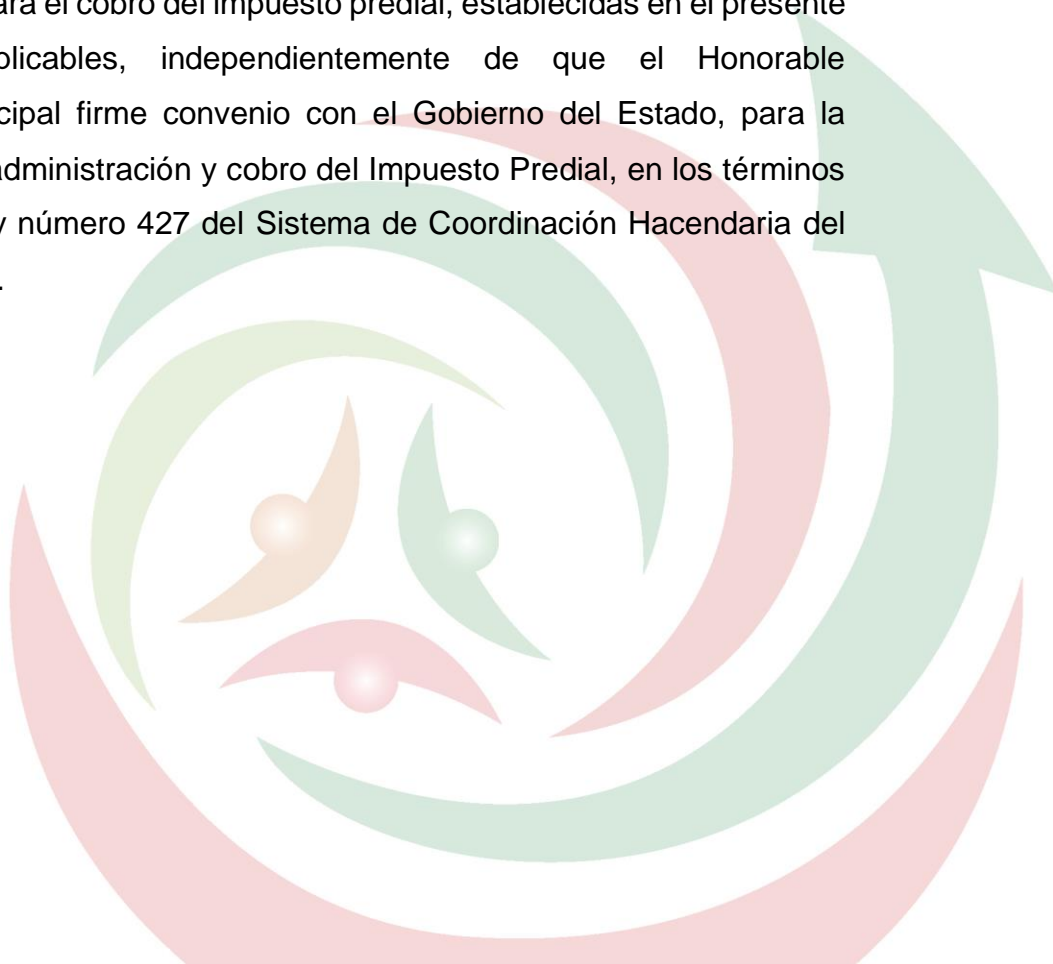 ara el cobro del impuesto predial, establecidas en el presente
plicables, independientemente de que el Honorable
cipal firme convenio con el Gobierno del Estado, para la
administración y cobro del Impuesto Predial, en los términos
y número 427 del Sistema de Coordinación Hacendaria del
.